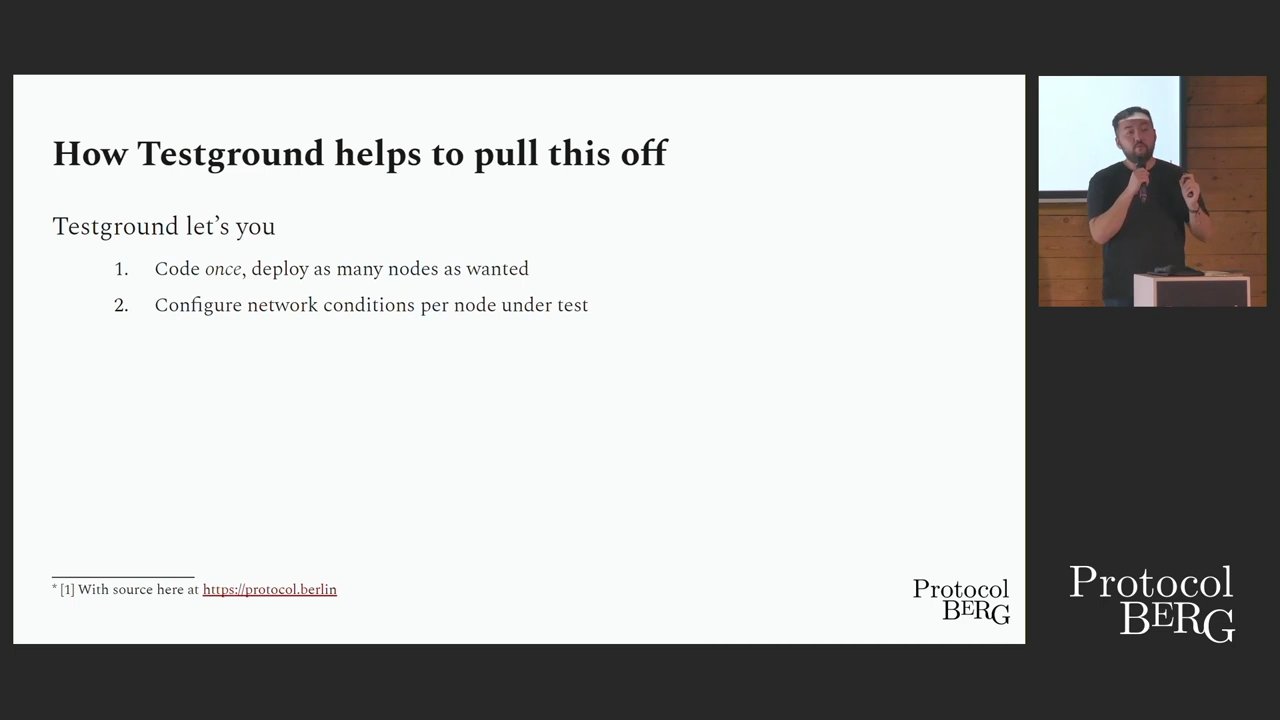 How Testground helps to pull this off
Testground let’s you
1. Code once, deploy as many nodes as wanted
2. Configure network conditions per node under test
* [1] With source here at https://protocol.berlin
Protocol
BERG
Protocol
BERG